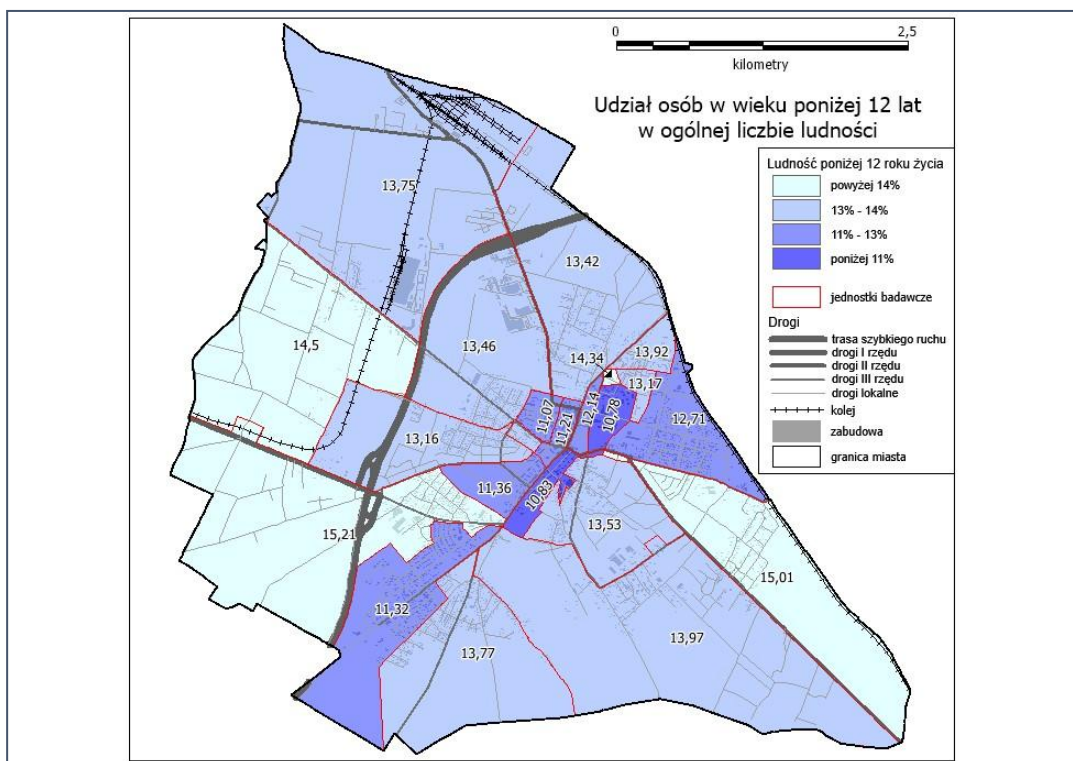 0 2,5
kilometry
Udział osób w wieku poniżej 12 lat
w ogólnej liczbie ludności
Ludność poniżej 12 roku życia
powyżej 14%
13% - 14%
11% - 13%
poniżej 11%
jednostki badawcze
Drogi
trasa szybkiego ruchu
drogi I rzędu
drogi II rzędu
drogi III rzędu
drogi lokalne
kolej
zabudowa
granica miasta
13,75
13,42
14,5
13,46
14,34
13,92
13,17
11,07
11,21
12,14
10,78
12,71
13,16
11,36
10,83
13,53
15,21
15,01
11,32
13,77
13,97